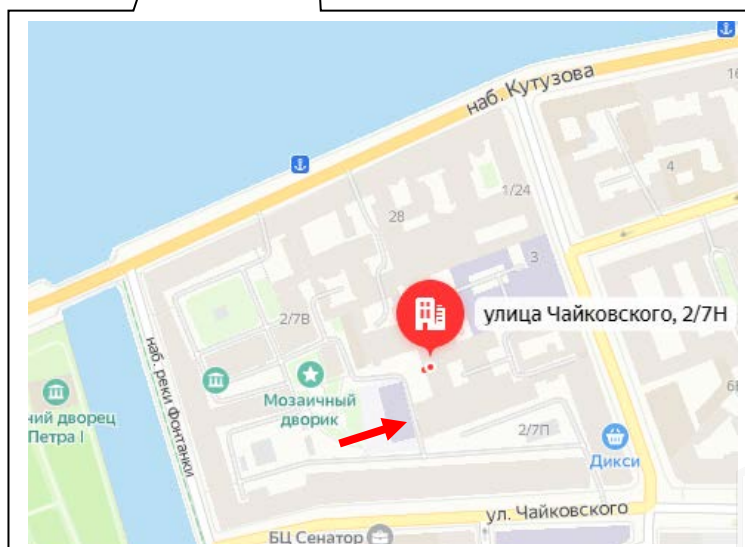 наб. Кутузова
16
4
1/24
28
3
улица Чайковского, 2/7Н
2/7В
наб. реки Фонтанки
Мозаичный
дворик
ний дворец
Петра I
6
2/7П
Дикси
ул. Чайковского
БЦ Сенатор